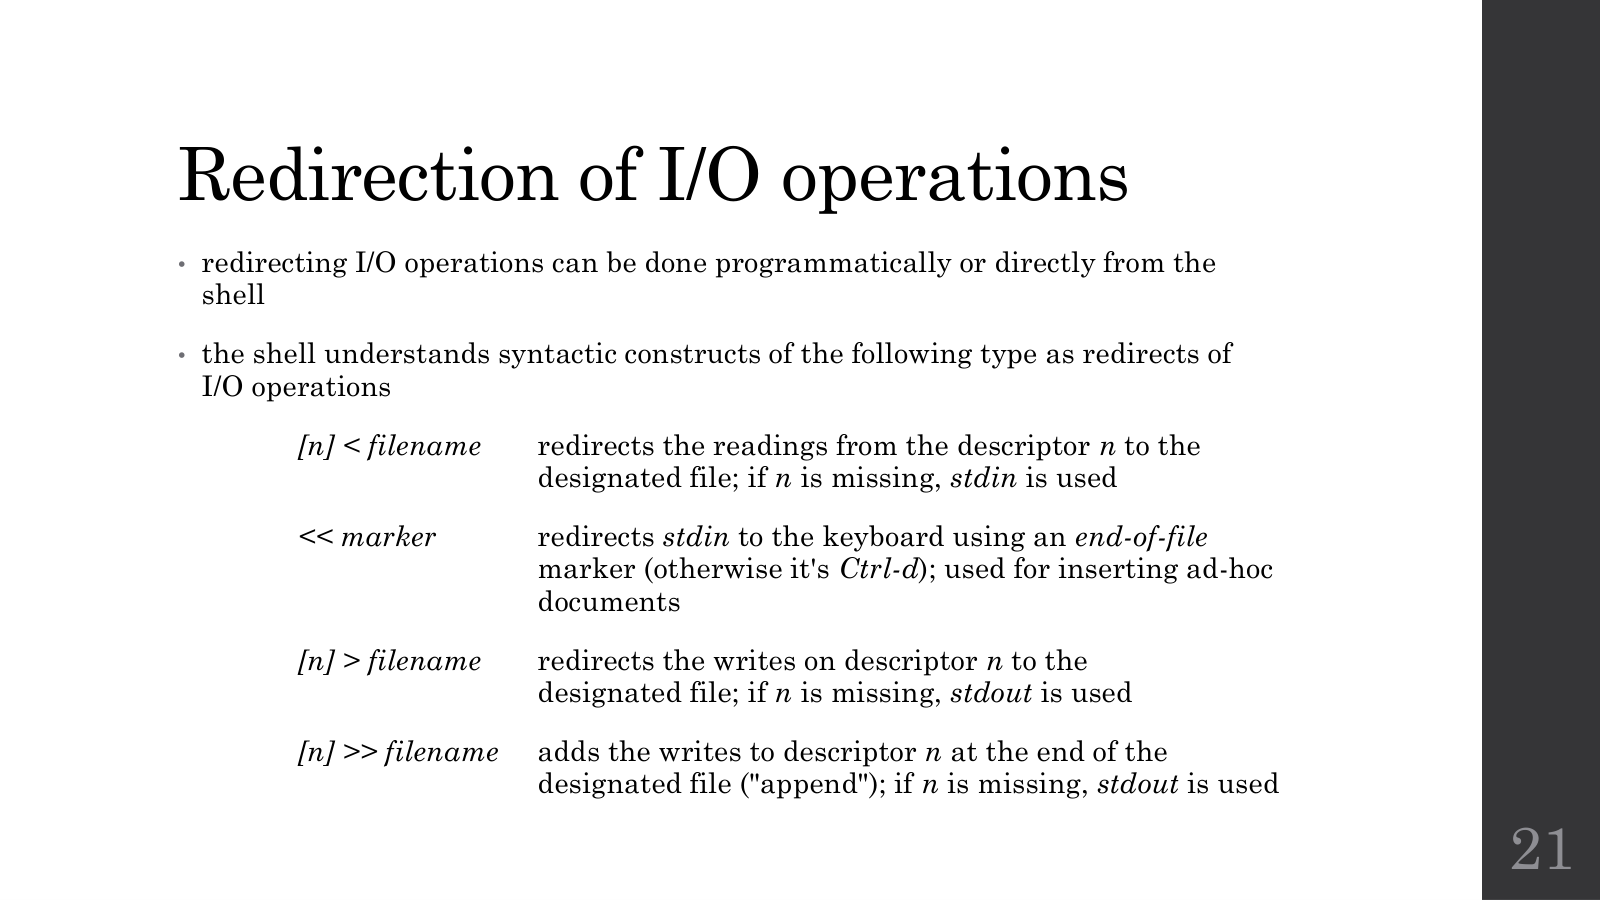 Redirection of I/O operations
• redirecting I/O operations can be done programmatically or directly from the
shell
• the shell understands syntactic constructs of the following type as redirects of
I/O operations
[n] < filename redirects the readings from the descriptor n to the
designated file; if n is missing, stdin is used
<< marker redirects stdin to the keyboard using an end-of-file
marker (otherwise it's Ctrl-d); used for inserting ad-hoc
documents
[n] > filename redirects the writes on descriptor n to the
designated file; if n is missing, stdout is used
[n] >> filename adds the writes to descriptor n at the end of the
designated file ("append"); if n is missing, stdout is used
21